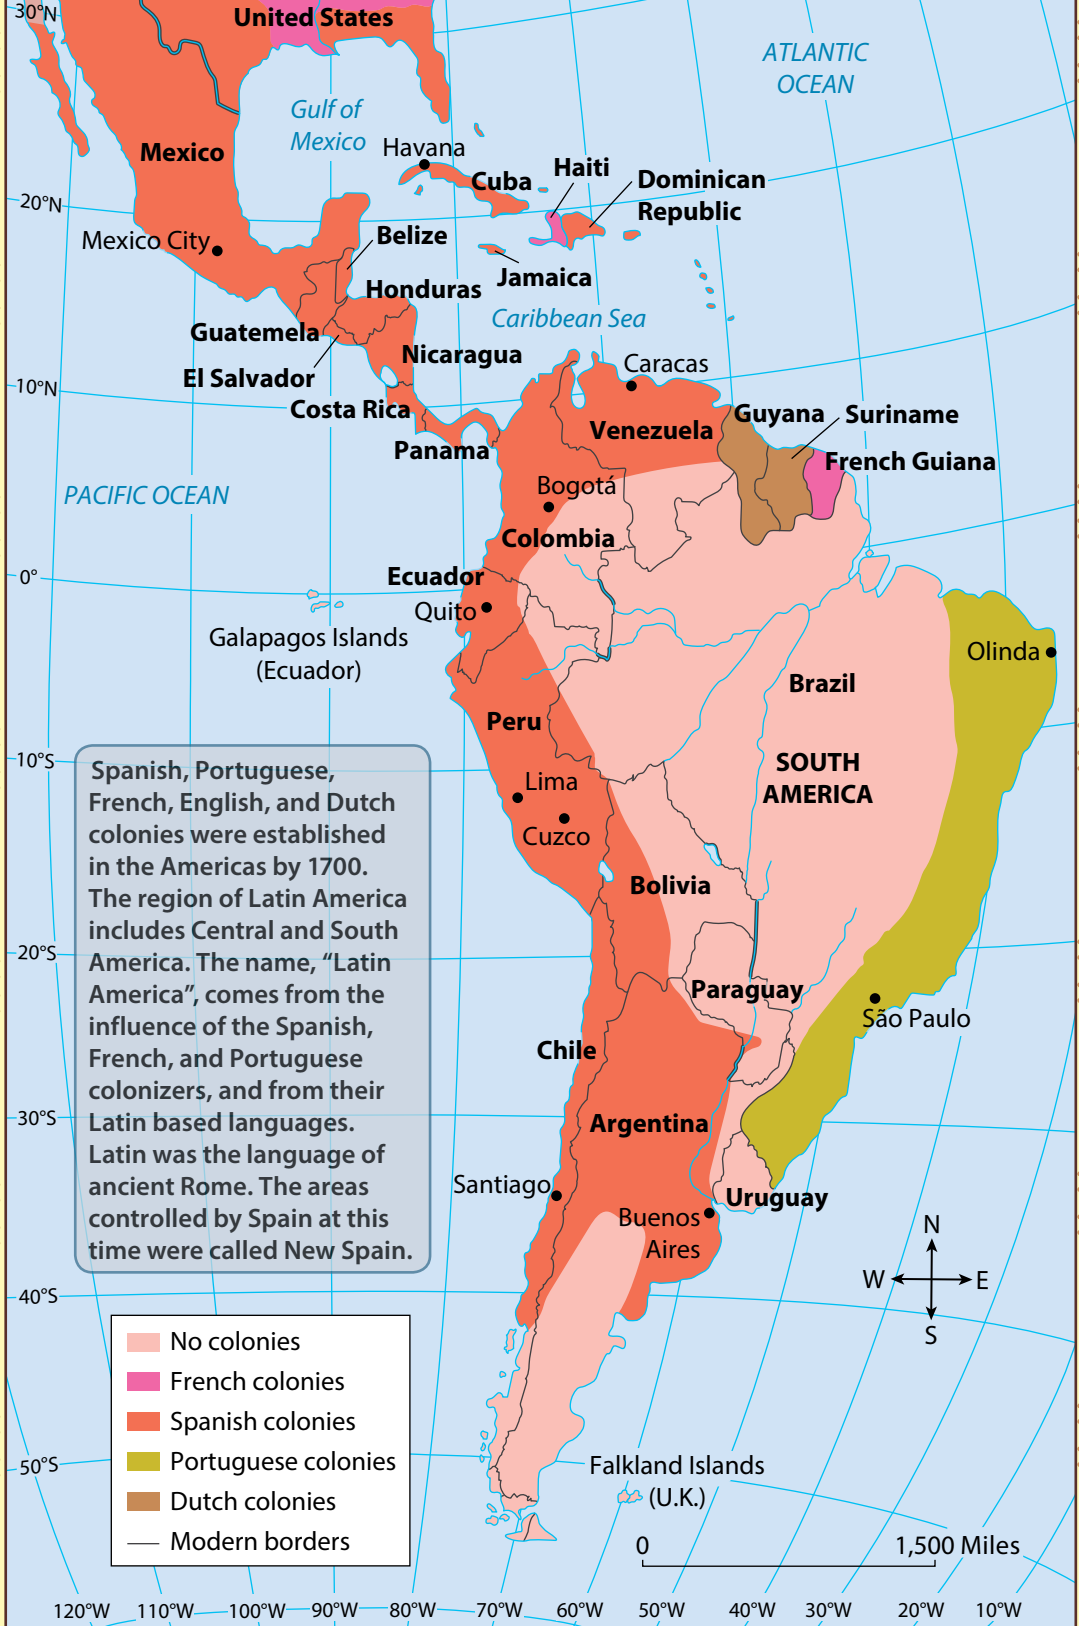 30°N
United States
ATLANTIC
OCEAN
Gulf of
Mexico
Havana
Mexico
Cuba
Haiti
Dominican
Republic
20°N
Mexico City
Belize
Jamaica
Honduras
Caribbean Sea
Guatemala
Nicaragua
El Salvador
Caracas
10°N
Costa Rica
Guyana
Suriname
Venezuela
Panama
French Guiana
PACIFIC OCEAN
Bogotá
Colombia
0°
Ecuador
Quito
Galapagos Islands
(Ecuador)
Olinda
Brazil
Peru
10°S
SOUTH
AMERICA
Lima
Cuzco
Bolivia
Spanish, Portuguese,
French, English, and Dutch
colonies were established
in the Americas by 1700.
The region of Latin America
includes Central and South
America. The name, “Latin
America”, comes from the
influence of the Spanish,
French, and Portuguese
colonizers, and from their
Latin based languages.
Latin was the language of
ancient Rome. The areas
controlled by Spain at this
time were called New Spain.
20°S
Paraguay
São Paulo
Chile
30°S
Argentina
Santiago
Uruguay
Buenos
Aires
N
W
E
S
40°S
No colonies
French colonies
Spanish colonies
Portuguese colonies
Dutch colonies
Modern borders
50°S
Falkland Islands
(U.K.)
0 1,500 Miles
120°W 110°W 100°W 90°W 80°W 70°W 60°W 50°W 40°W 30°W 20°W 10°W